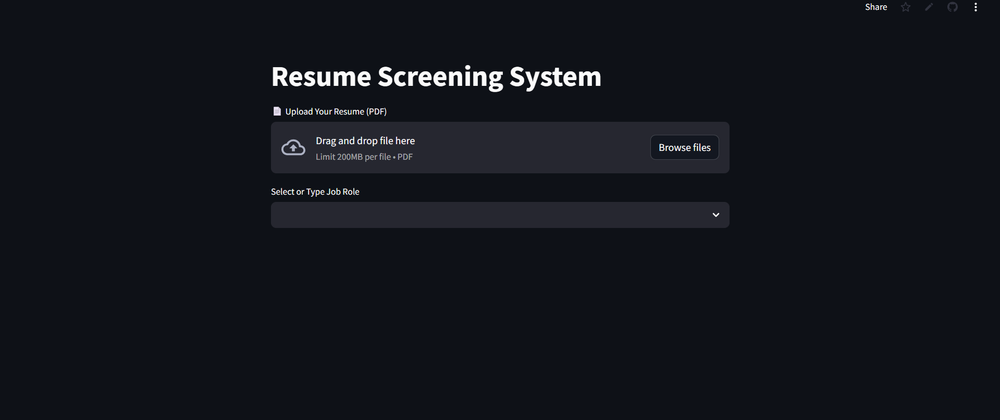 Share
Resume Screening System
Upload Your Resume (PDF)
Drag and drop file here
Limit 200MB per file • PDF
Browse files
Select or Type Job Role